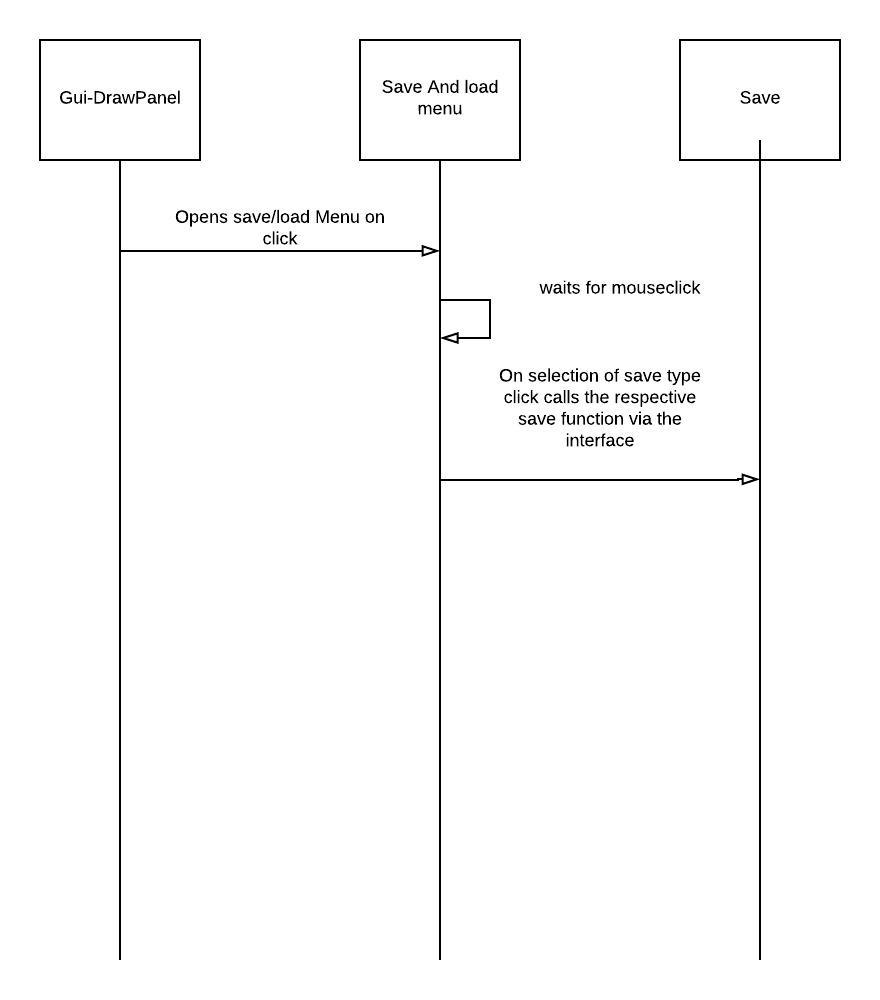 Gui-DrawPanel
Save And load
menu
Save
Opens save/load Menu on
click
waits for mouseclick
On selection of save type
click calls the respective
save function via the
interface